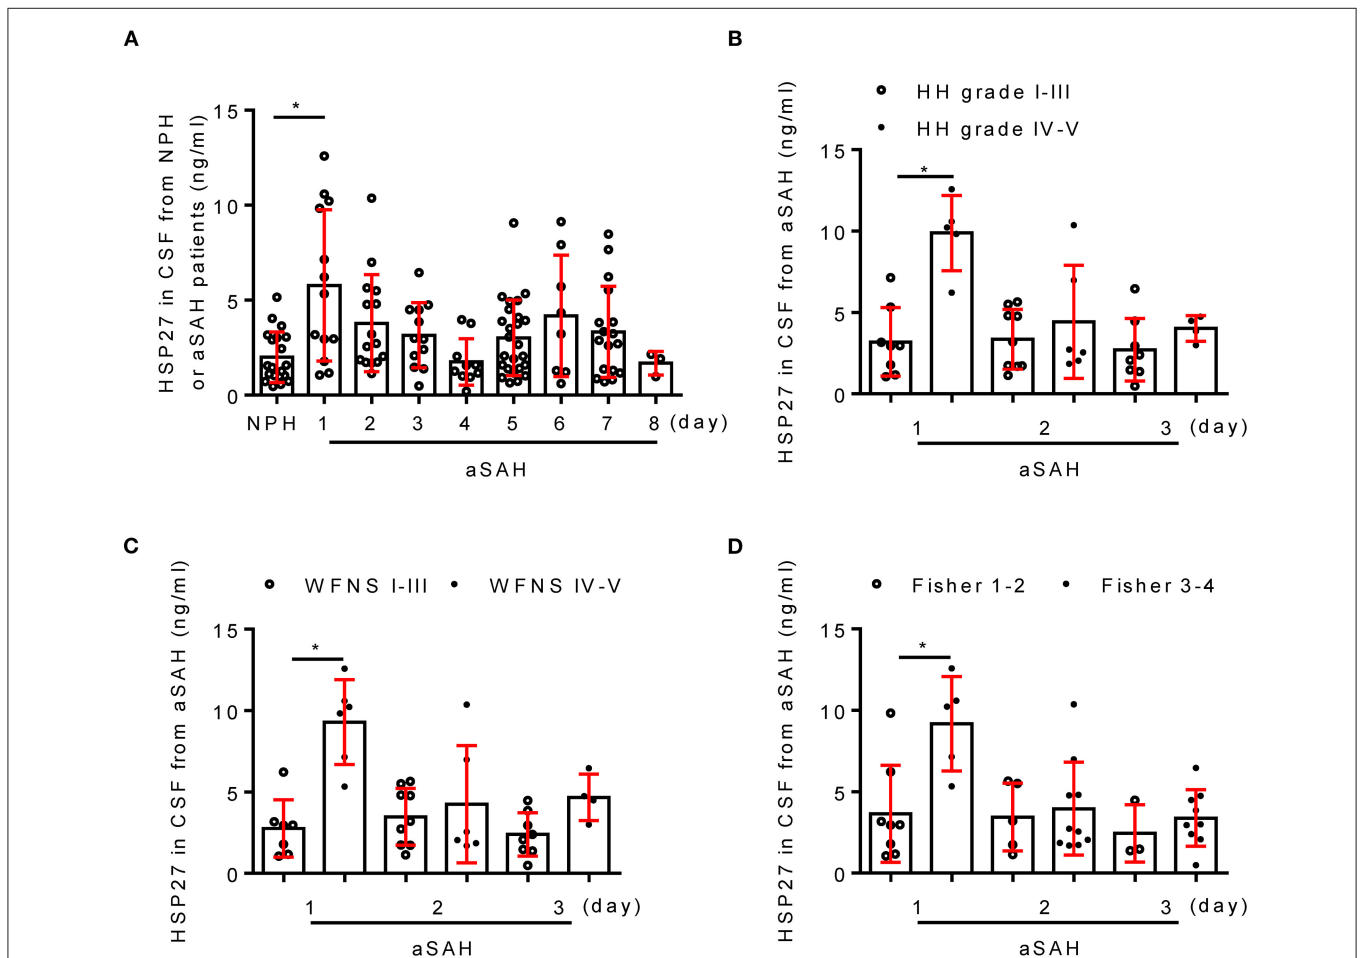 A
HSP27 in CSF from NPH
or aSAH patients (ng/ml)
15
10
5
0
*
NPH 1 2 3 4 5 6 7 8 (day)
aSAH
B
HSP27 in CSF from aSAH (ng/ml)
HH grade I-III
HH grade IV-V
15
10
5
0
*
1 2 3 (day)
aSAH
C
HSP27 in CSF from aSAH (ng/ml)
WFNS I-III WFNS IV-V
15
10
5
0
*
1 2 3 (day)
aSAH
D
HSP27 in CSF from aSAH (ng/ml)
Fisher 1-2 Fisher 3-4
15
10
5
0
*
1 2 3 (day)
aSAH